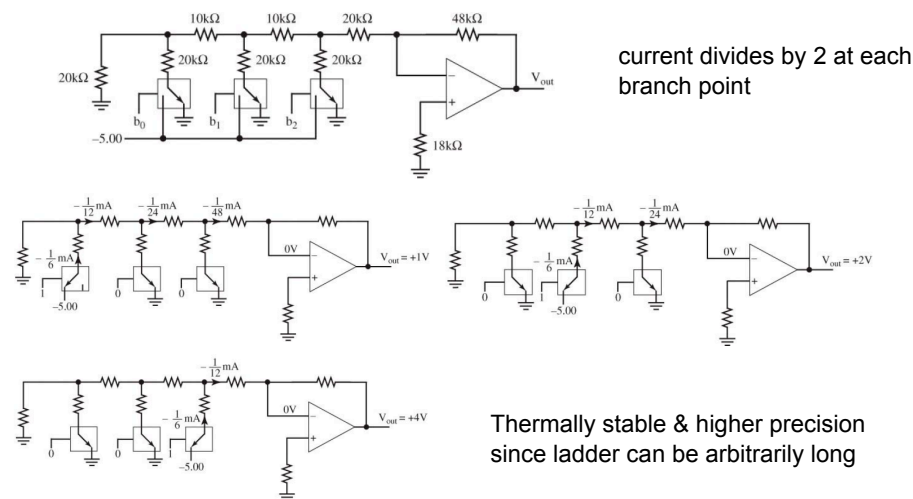 10kΩ 10kΩ 20kΩ 48kΩ
20kΩ 20kΩ 20kΩ 20kΩ
V_out
−
+
b₀ b₁ b₂
−5.00
18kΩ
current divides by 2 at each
branch point
−1/12 mA −1/24 mA −1/48 mA
−1/6 mA
0V
−
+
V_out = +1V
1 1 0 0
−5.00
−1/12 mA −1/24 mA
−1/6 mA
0V
−
+
V_out = +2V
0 1 0
−5.00
−1/12 mA
−1/6 mA
0V
−
+
V_out = +4V
0 0 1
−5.00
Thermally stable & higher precision
since ladder can be arbitrarily long